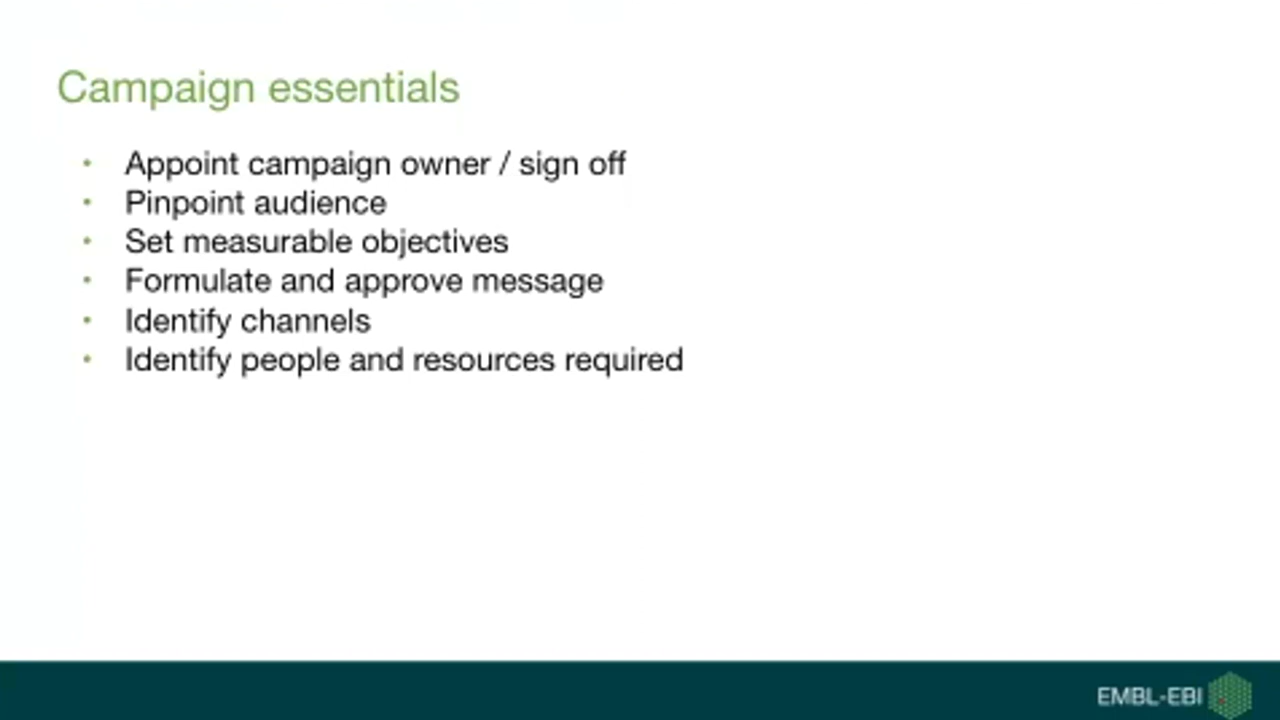 Campaign essentials
• Appoint campaign owner / sign off
• Pinpoint audience
• Set measurable objectives
• Formulate and approve message
• Identify channels
• Identify people and resources required
EMBL-EBI